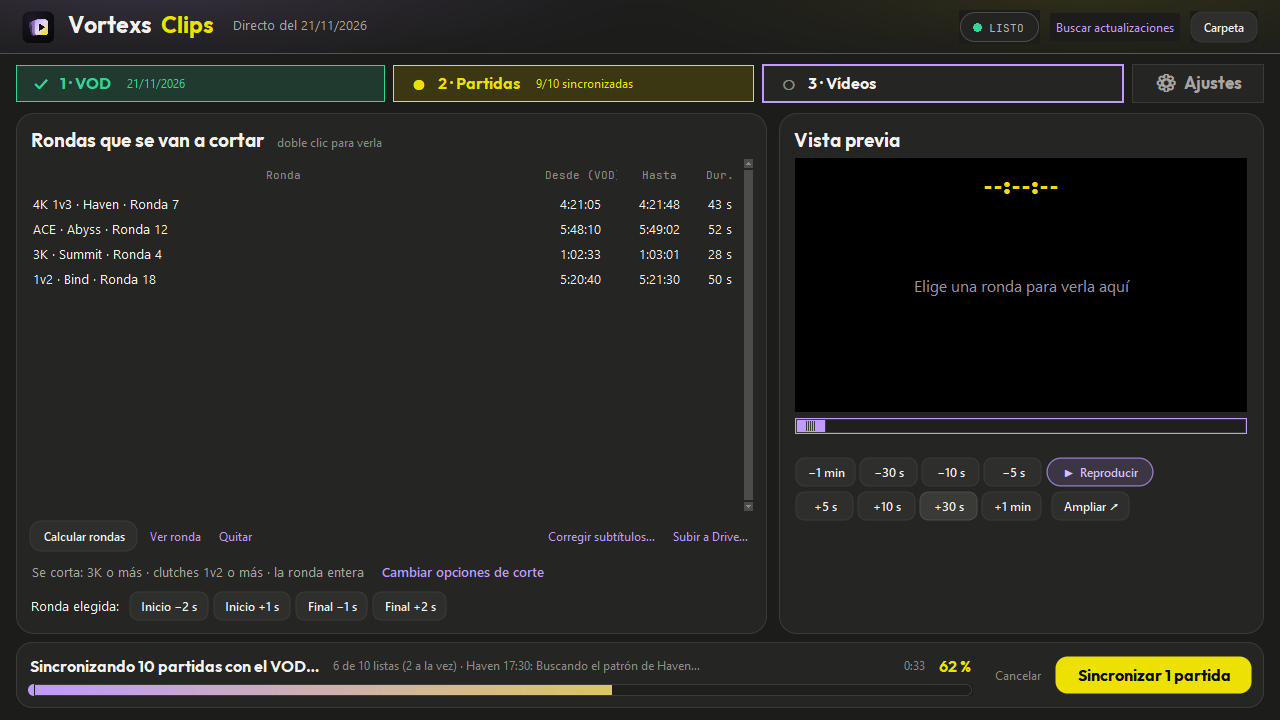 Vortexs Clips Directo del 21/11/2026 LISTO Buscar actualizaciones Carpeta
1 · VOD 21/11/2026 2 · Partidas 9/10 sincronizadas 3 · Vídeos Ajustes
Rondas que se van a cortar doble clic para verla
Ronda Desde (VOD) Hasta Dur.
4K 1v3 · Haven · Ronda 7 4:21:05 4:21:48 43 s
ACE · Abyss · Ronda 12 5:48:10 5:49:02 52 s
3K · Summit · Ronda 4 1:02:33 1:03:01 28 s
1v2 · Bind · Ronda 18 5:20:40 5:21:30 50 s
Calcular rondas Ver ronda Quitar Corregir subtítulos... Subir a Drive...
Se corta: 3K o más · clutches 1v2 o más · la ronda entera Cambiar opciones de corte
Ronda elegida: Inicio −2 s Inicio +1 s Final −1 s Final +2 s
Vista previa
--:--:--
Elige una ronda para verla aquí
−1 min −30 s −10 s −5 s ► Reproducir
+5 s +10 s +30 s +1 min Ampliar ↗
Sincronizando 10 partidas con el VOD... 6 de 10 listas (2 a la vez) · Haven 17:30: Buscando el patrón de Haven... 0:33 62 % Cancelar Sincronizar 1 partida